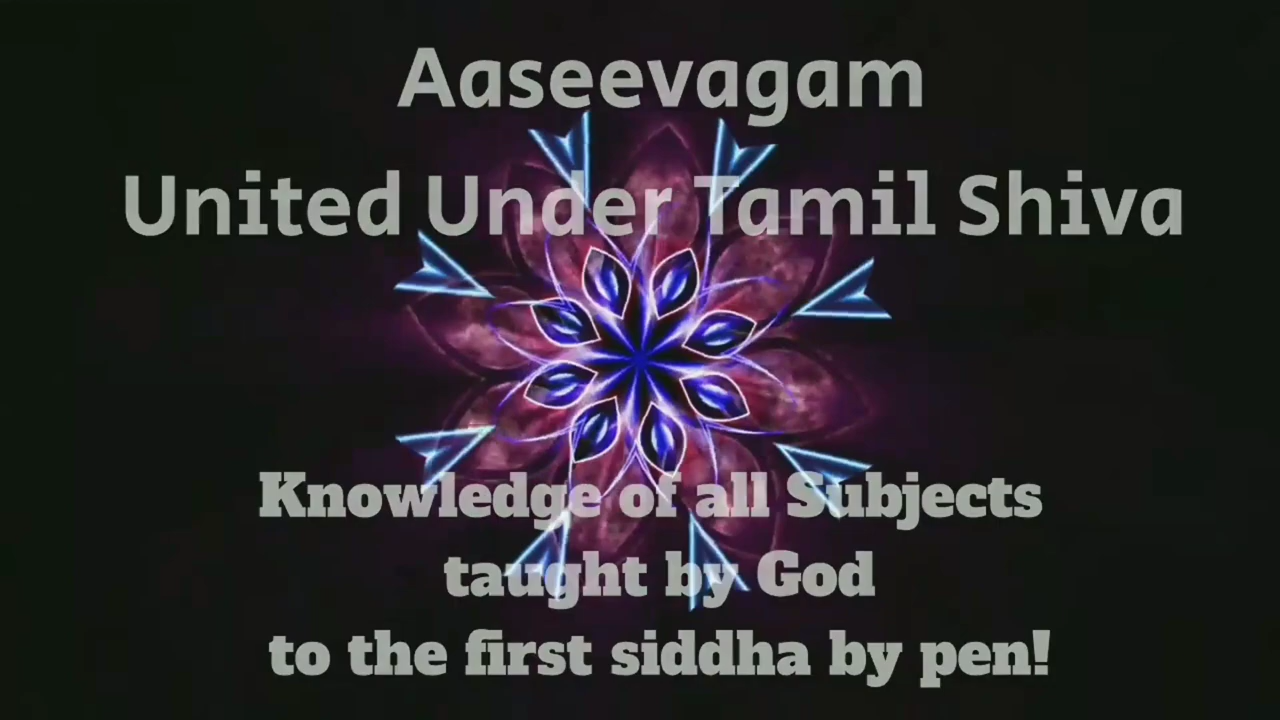 Aaseevagam
United Under Tamil Shiva
Knowledge of all Subjects
taught by God
to the first siddha by pen!